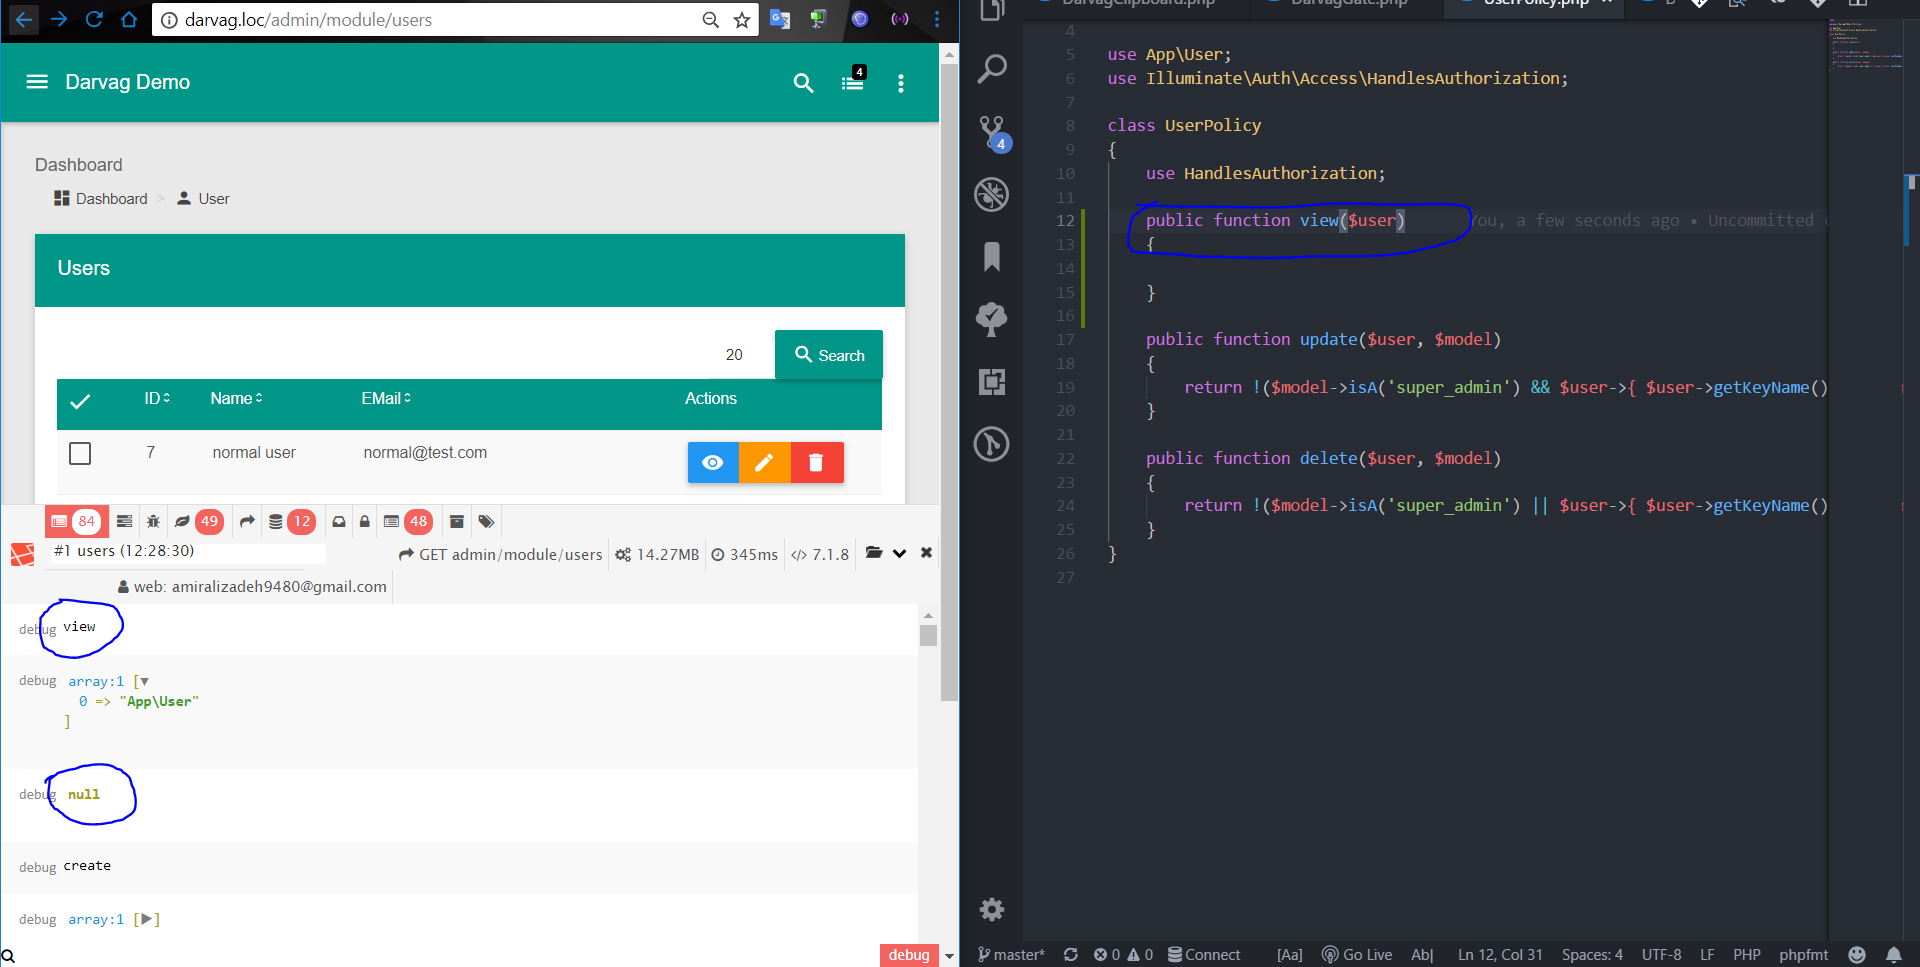 darvag.loc/admin/module/users
Darvag Demo
4
Dashboard
Dashboard > User
Users
20
Search
ID Name EMail Actions
7 normal user normal@test.com
84 49 12 48
#1 users (12:28:30)
GET admin/module/users 14.27MB 345ms </> 7.1.8
web: amiralizadeh9480@gmail.com
debug view
debug array:1 [▼
0 => "App\User"
]
debug null
debug create
debug array:1 [▶]
debug
DarvagClipboard.php DarvagGate.php UserPolicy.php
4
4
5 use App\User;
6 use Illuminate\Auth\Access\HandlesAuthorization;
7
8 class UserPolicy
9 {
10 use HandlesAuthorization;
11
12 public function view($user) You, a few seconds ago • Uncommitted c
13 {
14
15 }
16
17 public function update($user, $model)
18 {
19 return !($model->isA('super_admin') && $user->{ $user->getKeyName()
20 }
21
22 public function delete($user, $model)
23 {
24 return !($model->isA('super_admin') || $user->{ $user->getKeyName()
25 }
26 }
27
master* 0 0 Connect [Aa] Go Live Ab| Ln 12, Col 31 Spaces: 4 UTF-8 LF PHP phpfmt